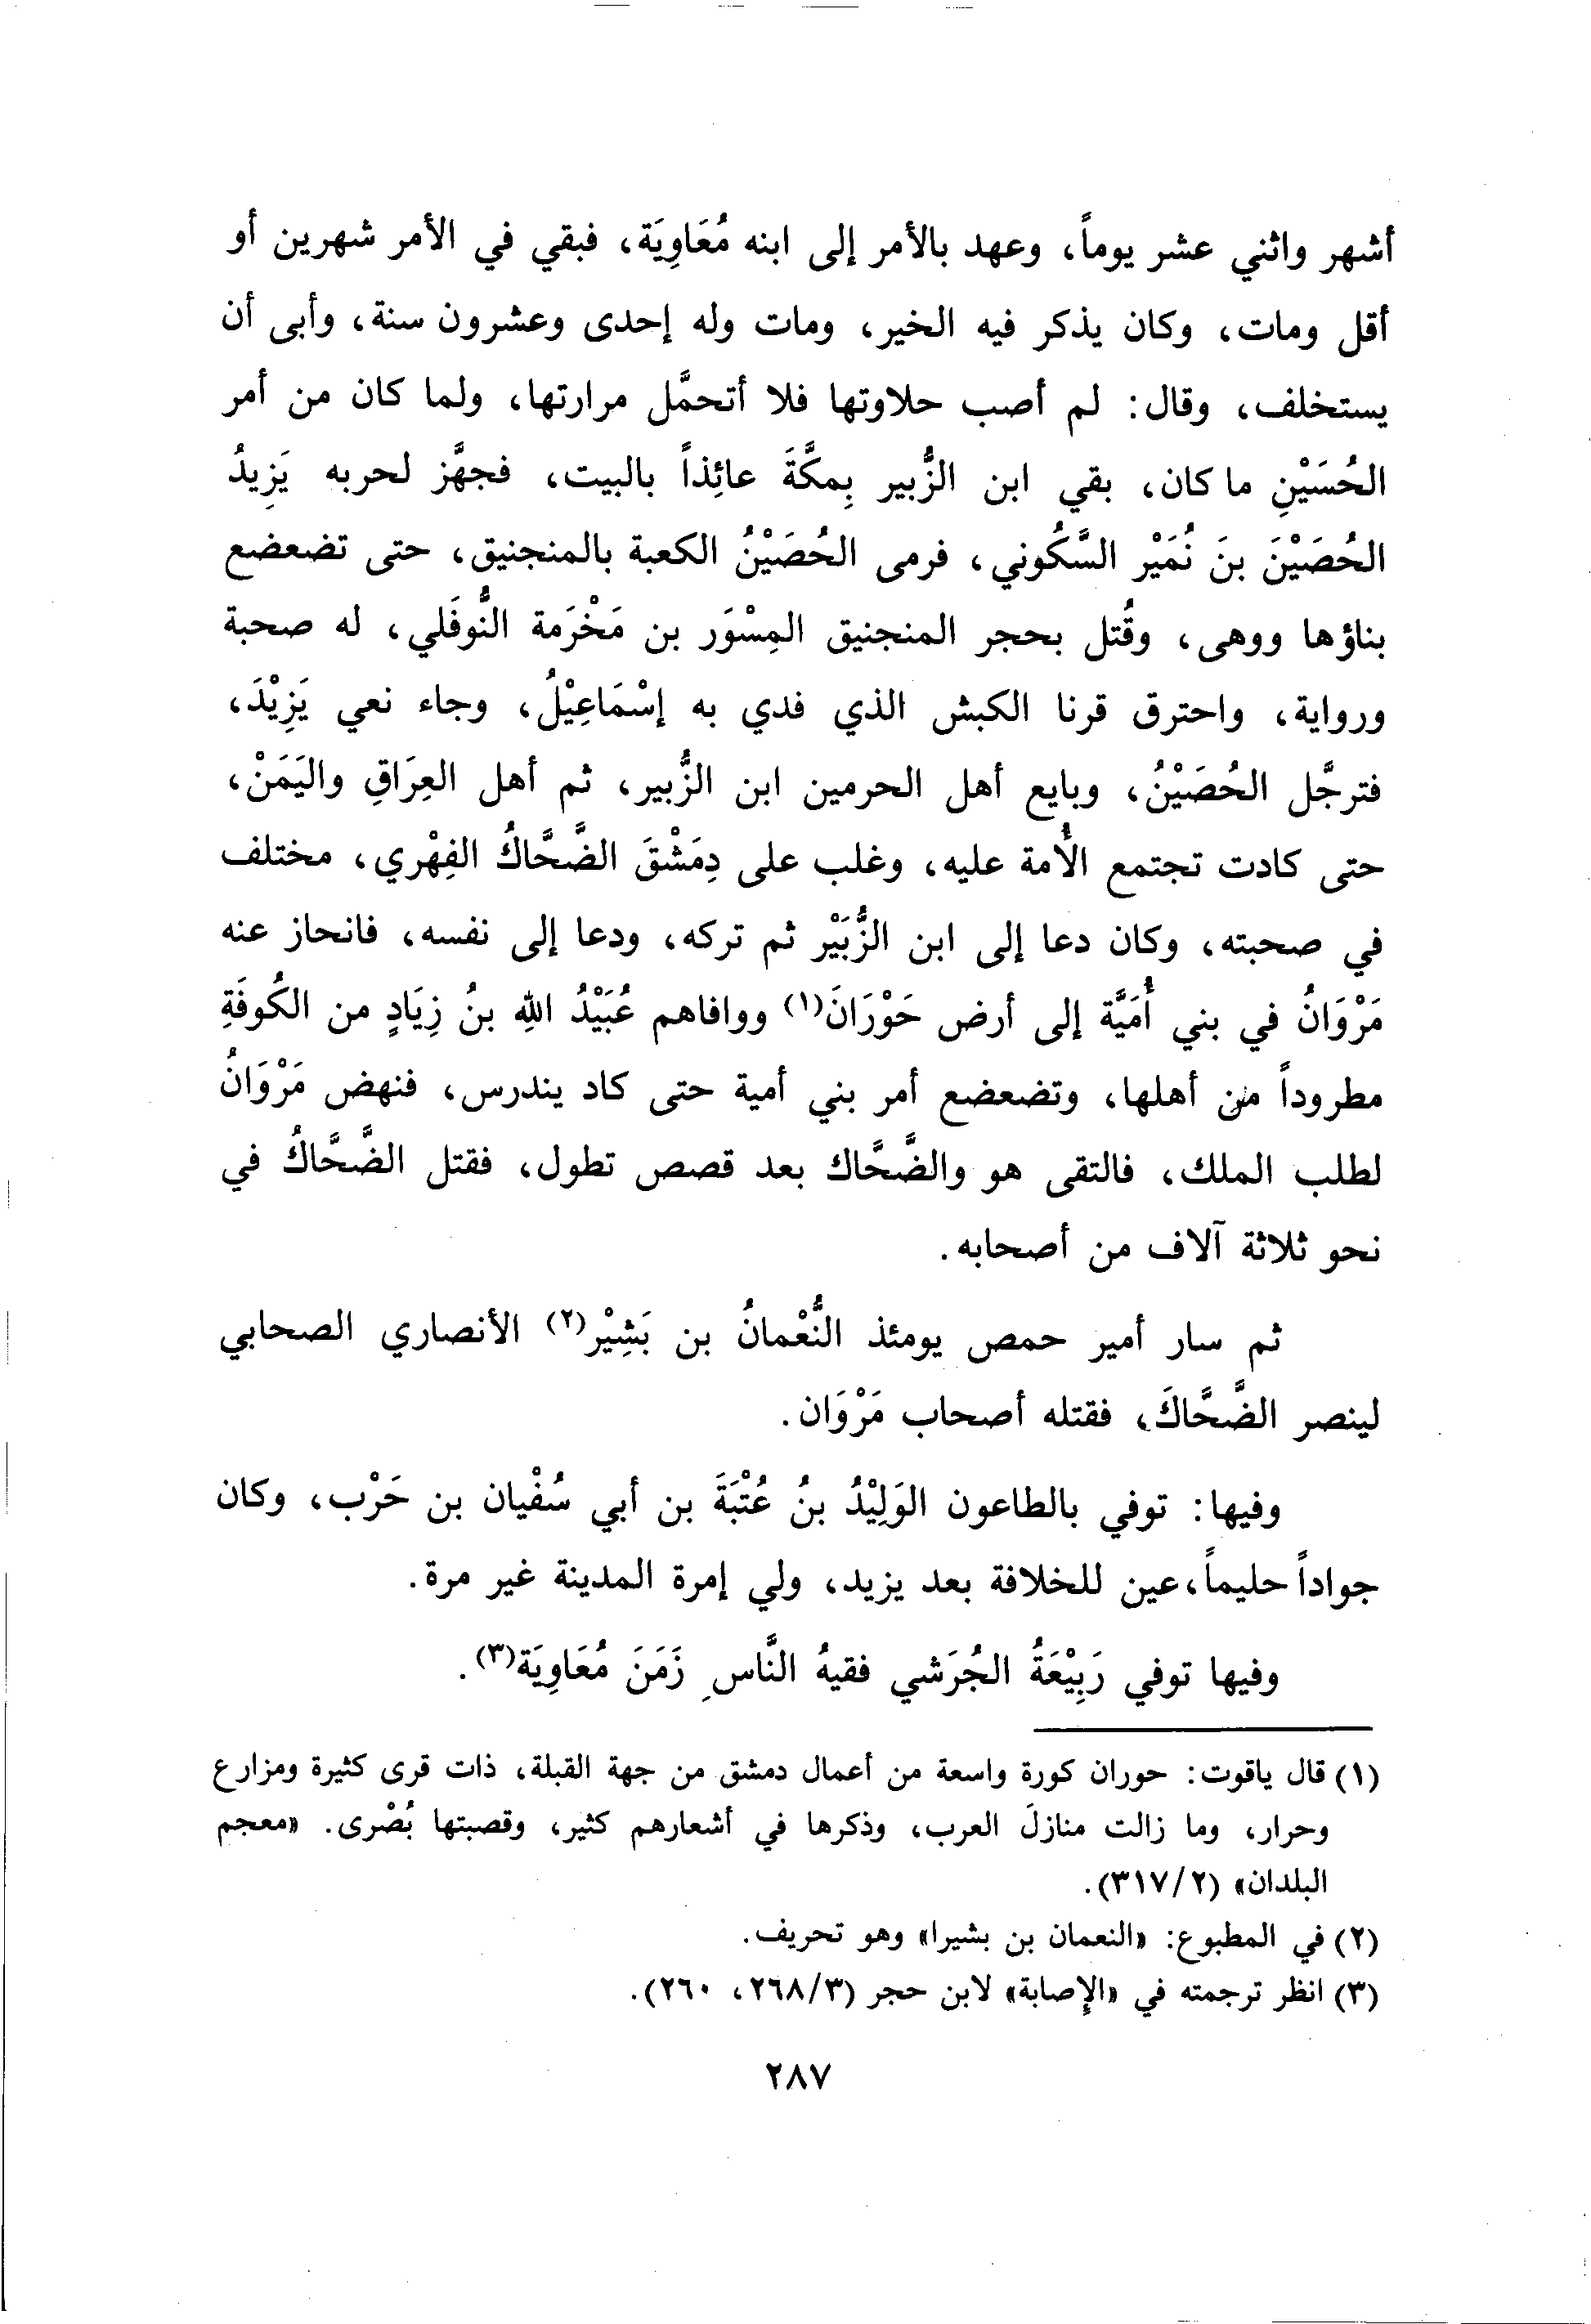 أشهر واثني عشر يوماً، وعهد بالأمر إلى ابنه مُعَاوِيَة، فبقي في الأمر شهرين أو
أقل ومات، وكان يذكر فيه الخير، ومات وله إحدى وعشرون سنة، وأبى أن
يستخلف، وقال: لم أصب حلاوتها فلا أتحمَّل مرارتها، ولما كان من أمر
الحُسَيْنِ ما كان، بقي ابن الزُّبير بِمكَّةَ عائِذاً بالبيت، فجهَّز لحربه يَزِيدُ
الحُصَيْنَ بنَ نُمَيْر السَّكُوني، فرمى الحُصَيْنُ الكعبة بالمنجنيق، حتى تضعضع
بناؤها ووهى، وقُتل بحجر المنجنيق المِسْوَر بن مَخْرَمة النُّوفَلي، له صحبة
ورواية، واحترق قرنا الكبش الذي فدي به إسْمَاعِيْلُ، وجاء نعي يَزِيْدَ،
فترجَّل الحُصَيْنُ، وبايع أهل الحرمين ابن الزُّبير، ثم أهل العِرَاقِ واليَمَنْ،
حتى كادت تجتمع الأُمة عليه، وغلب على دِمَشْقَ الضَّحَّاكُ الفِهْري، مختلف
في صحبته، وكان دعا إلى ابن الزُّبَيْر ثم تركه، ودعا إلى نفسه، فانحاز عنه
مَرْوَانُ في بني أُمَيَّة إلى أرض حَوْرَانَ(١) ووافاهم عُبَيْدُ اللهِ بنُ زِيَادٍ من الكُوفَةِ
مطروداً من أهلها، وتضعضع أمر بني أمية حتى كاد يندرس، فنهض مَرْوَانُ
لطلب الملك، فالتقى هو والضَّحَّاك بعد قصص تطول، فقتل الضَّحَّاكُ في
نحو ثلاثة آلاف من أصحابه.
ثم سار أمير حمص يومئذ النُّعْمانُ بن بَشِيْر(٢) الأنصاري الصحابي
لينصر الضَّحَّاكَ، فقتله أصحاب مَرْوَان.
وفيها: توفي بالطاعون الوَلِيْدُ بنُ عُتْبَةَ بن أبي سُفْيان بن حَرْب، وكان
جواداً حليماً، عين للخلافة بعد يزيد، ولي إمرة المدينة غير مرة.
وفيها توفي رَبِيْعَةُ الجُرَشي فقيهُ النَّاسِ زَمَنَ مُعَاوِيَة(٣).
(١) قال ياقوت: حوران كورة واسعة من أعمال دمشق من جهة القبلة، ذات قرى كثيرة ومزارع
وحرار، وما زالت منازلَ العرب، وذكرها في أشعارهم كثير، وقصبتها بُصْرى. «معجم
البلدان» (٣١٧/٢).
(٢) في المطبوع: «النعمان بن بشيرا» وهو تحريف.
(٣) انظر ترجمته في «الإصابة» لابن حجر (٢٦٨/٣، ٢٦٠).
٢٨٧